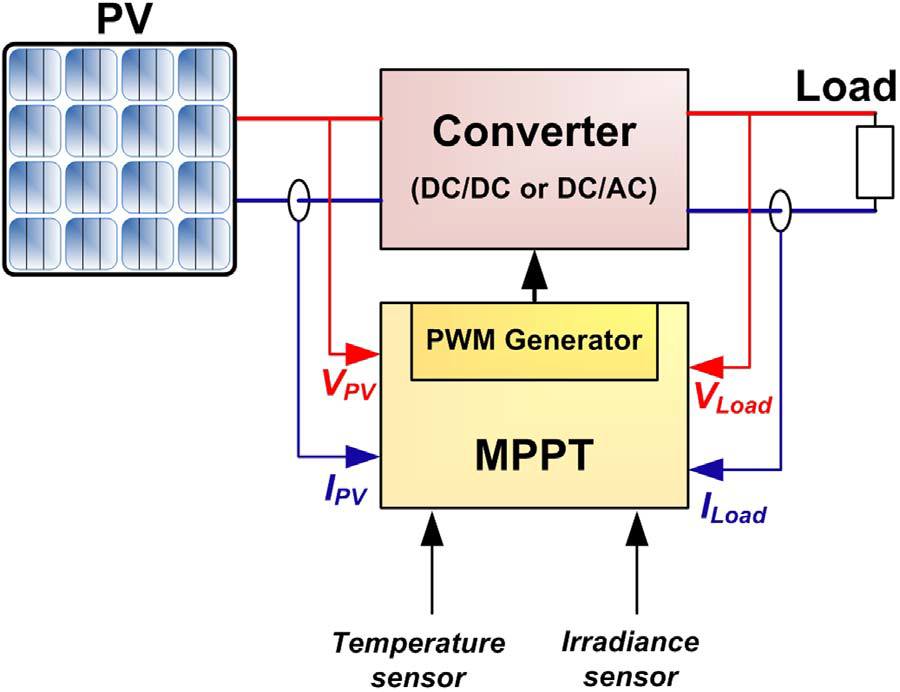 PV
Load
Converter
(DC/DC or DC/AC)
PWM Generator
VPV
VLoad
MPPT
IPV
ILoad
Temperature
sensor
Irradiance
sensor